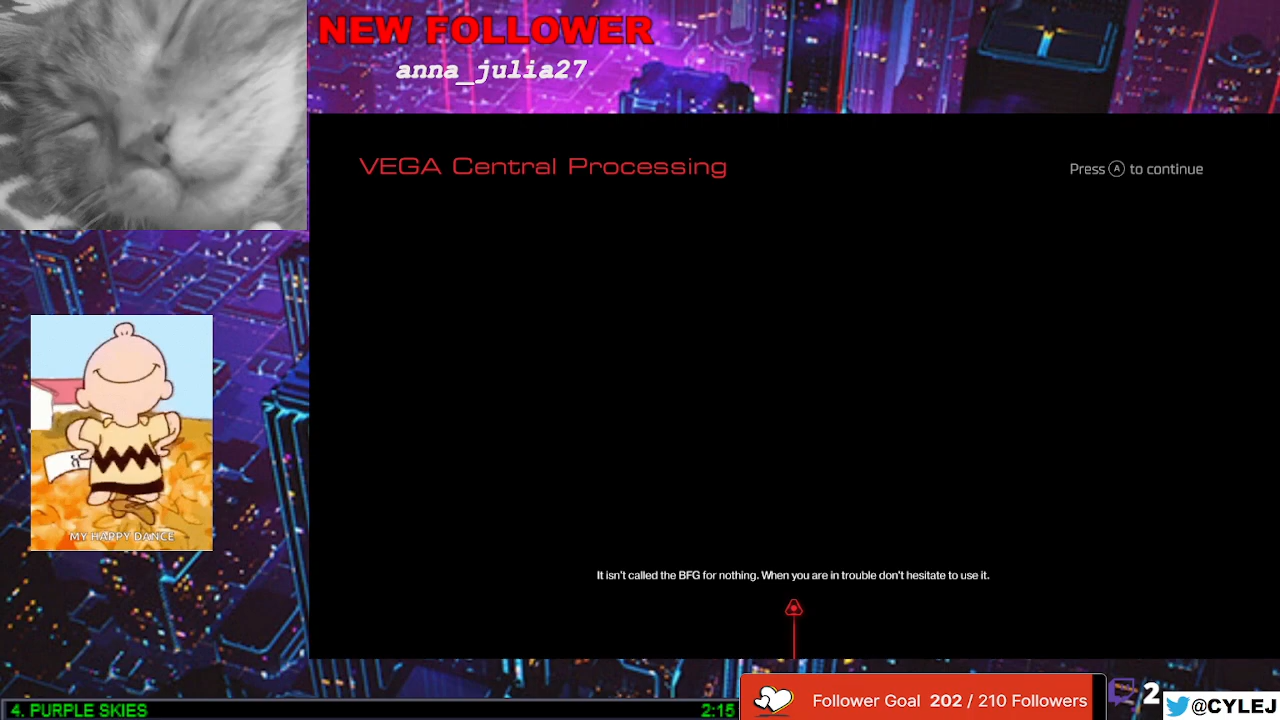 NEW FOLLOWER
anna_julia27
VEGA Central Processing
Press A to continue
MY HAPPY DANCE
It isn't called the BFG for nothing. When you are in trouble don't hesitate to use it.
4. PURPLE SKIES
2:15
Follower Goal 202 / 210 Followers
2
@CYLEJ